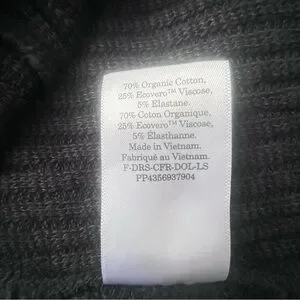 70% Organic Cotton,
25% Ecovero™ Viscose,
5% Elastane.
70% Coton Organique,
25% Ecovero™ Viscose,
5% Élasthanne.
Made in Vietnam.
Fabriqué au Vietnam.
F-DRS-CFR-DOL-LS
PP4356937904